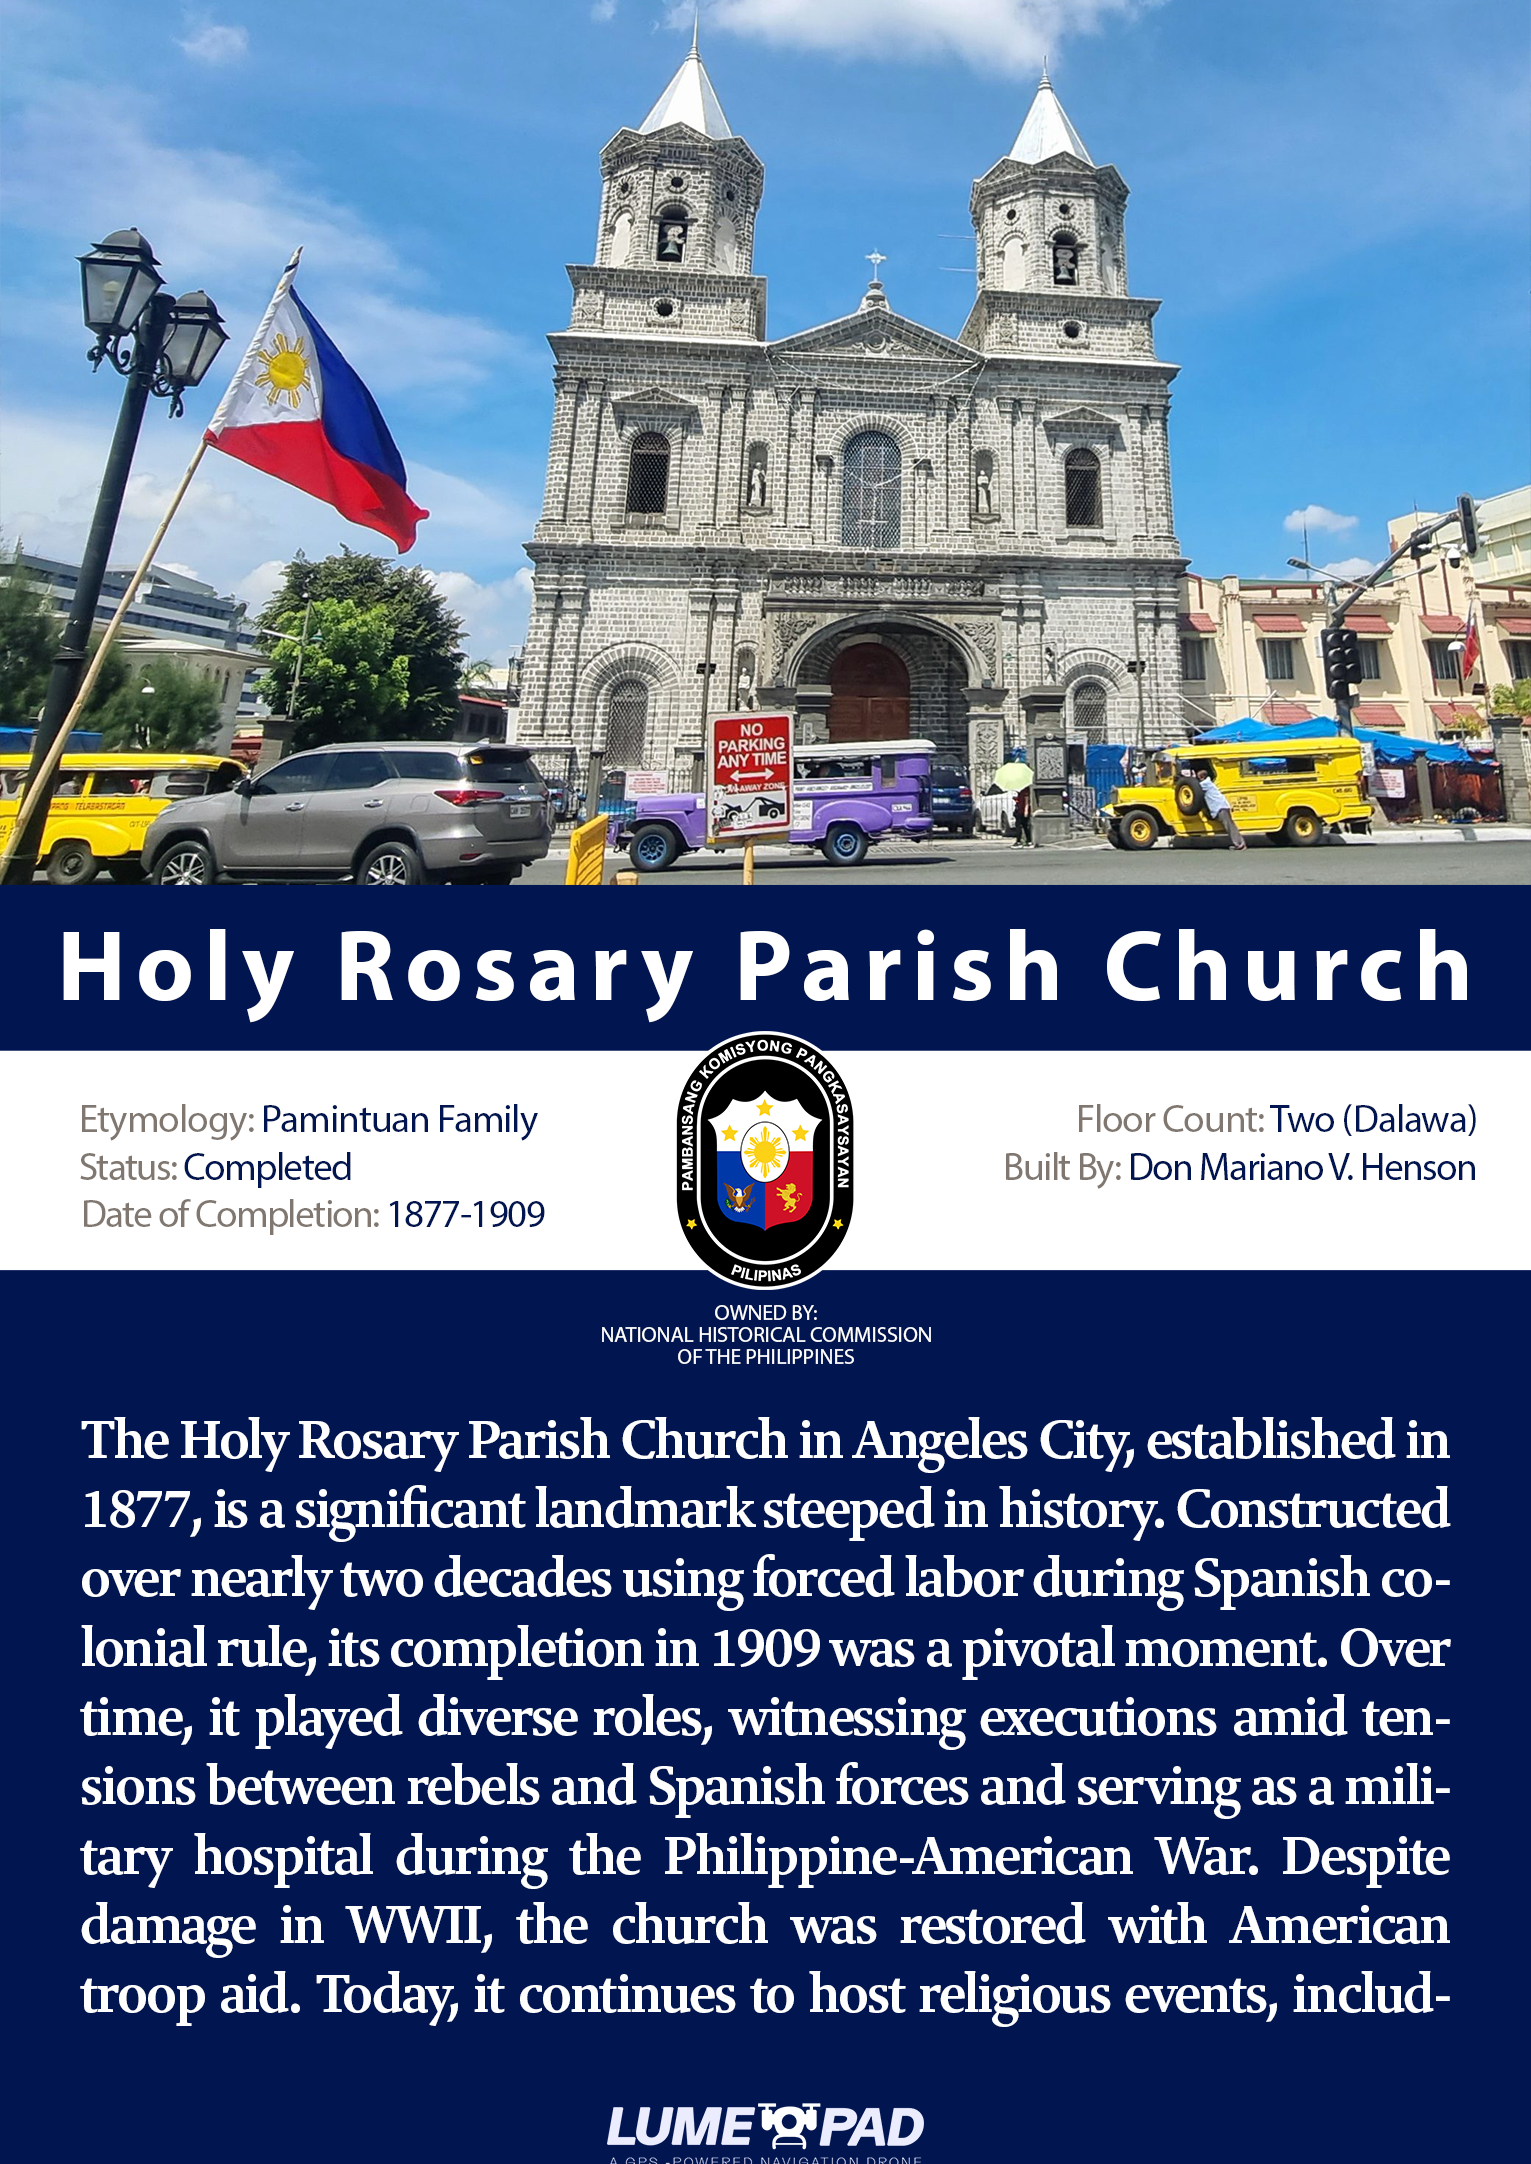 NO
PARKING
ANY TIME
Holy Rosary Parish Church
PAMBANSANG KOMISYONG PANGKASAYSAYAN
PILIPINAS
Etymology: Pamintuan Family
Status: Completed
Date of Completion: 1877-1909
Floor Count: Two (Dalawa)
Built By: Don Mariano V. Henson
OWNED BY:
NATIONAL HISTORICAL COMMISSION
OF THE PHILIPPINES
The Holy Rosary Parish Church in Angeles City, established in
1877, is a significant landmark steeped in history. Constructed
over nearly two decades using forced labor during Spanish co-
lonial rule, its completion in 1909 was a pivotal moment. Over
time, it played diverse roles, witnessing executions amid ten-
sions between rebels and Spanish forces and serving as a mili-
tary hospital during the Philippine-American War. Despite
damage in WWII, the church was restored with American
troop aid. Today, it continues to host religious events, includ-
LUME PAD
A GPS -POWERED NAVIGATION DRONE